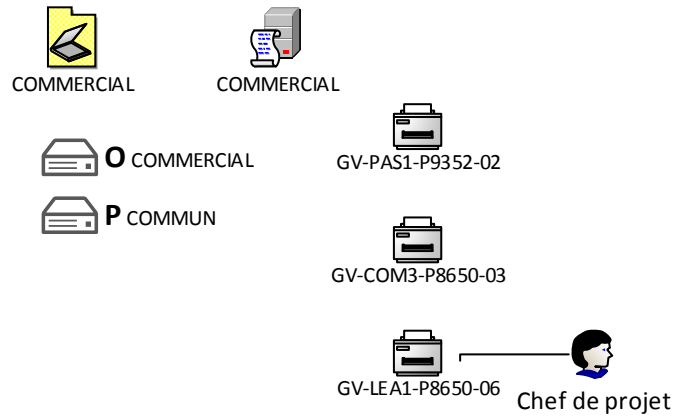 COMMERCIAL
COMMERCIAL
O COMMERCIAL
GV-PAS1-P9352-02
P COMMUN
GV-COM3-P8650-03
GV-LEA1-P8650-06
Chef de projet